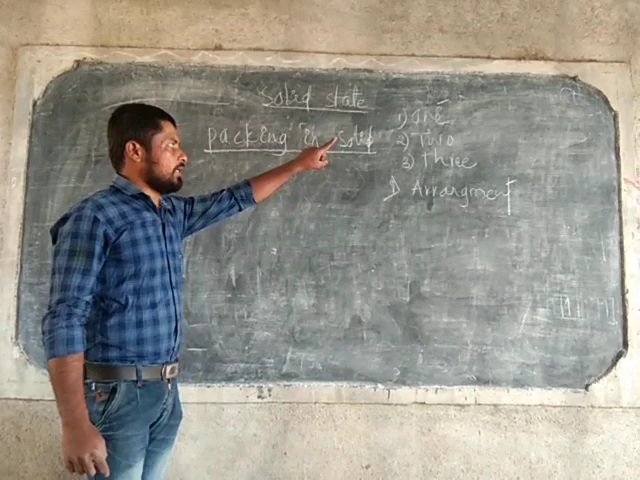 Solid state
packing in solid
1) one
2) Two
3) Three
Arrangment